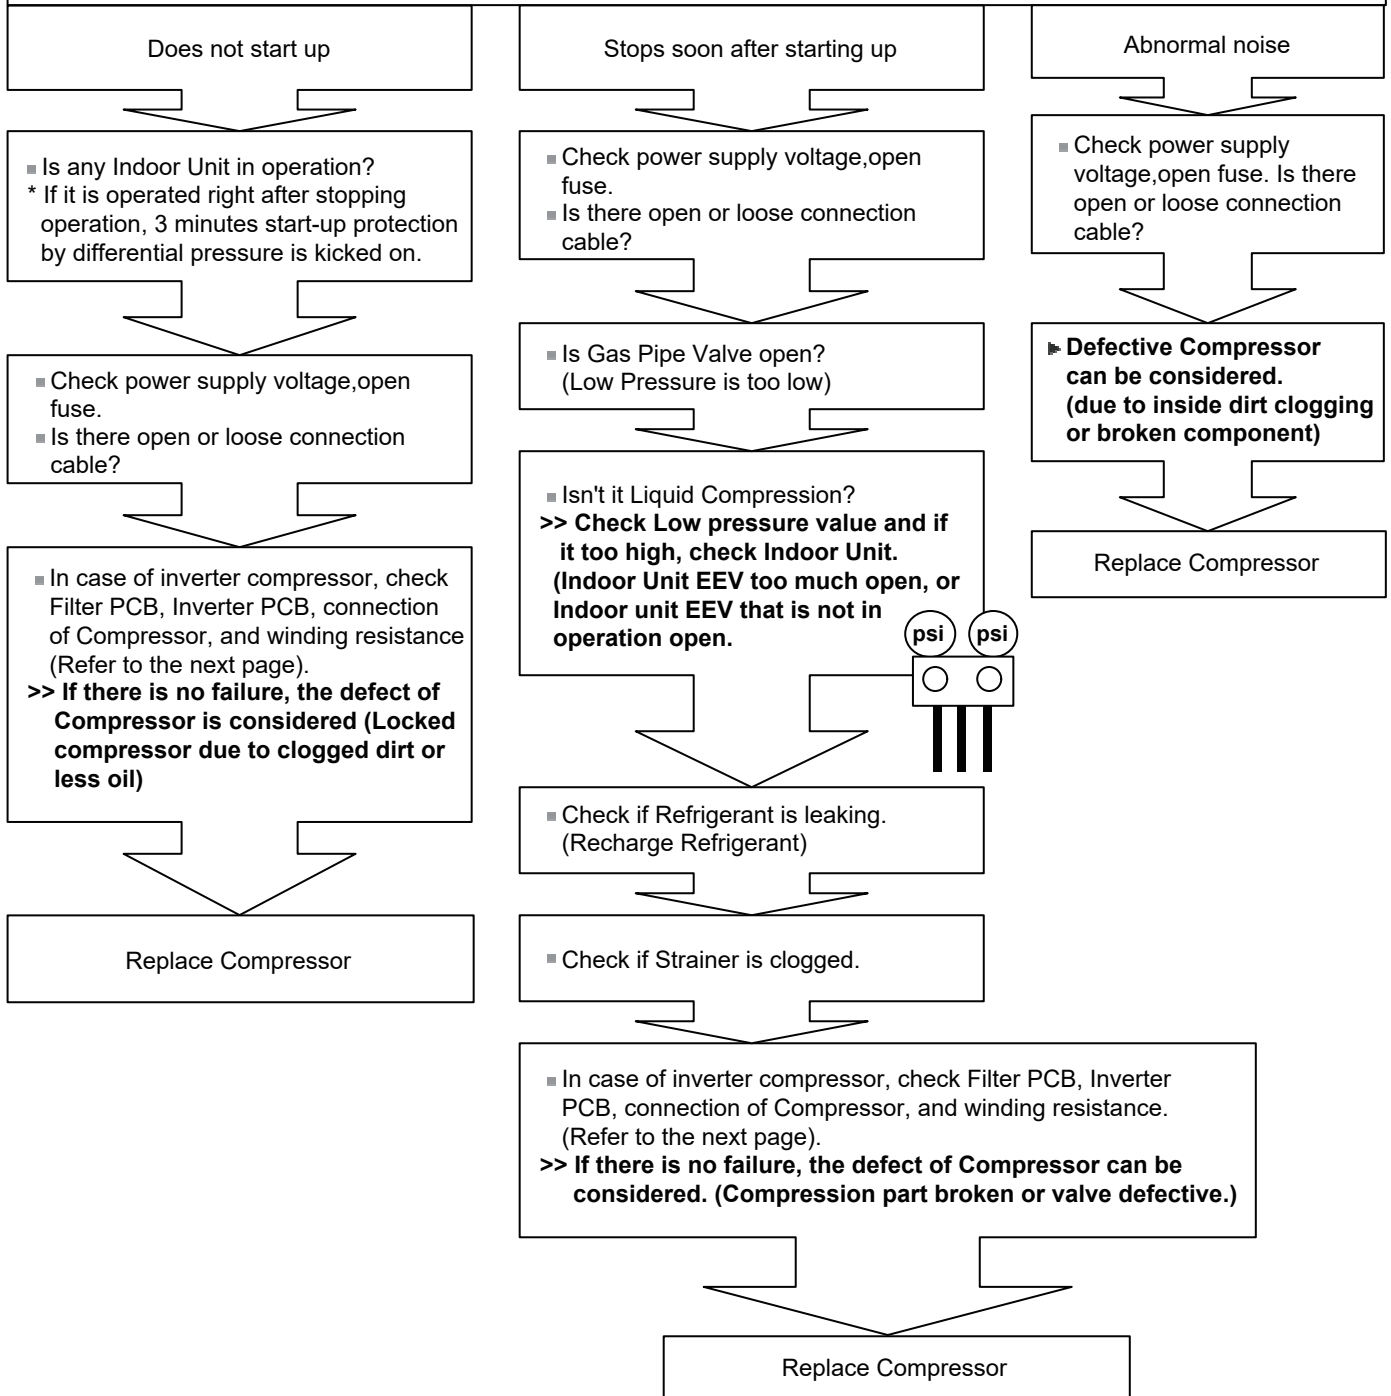 Does not start up
Is any Indoor Unit in operation?
* If it is operated right after stopping
operation, 3 minutes start-up protection
by differential pressure is kicked on.
Check power supply voltage,open
fuse.
Is there open or loose connection
cable?
In case of inverter compressor, check
Filter PCB, Inverter PCB, connection
of Compressor, and winding resistance
(Refer to the next page).
>> If there is no failure, the defect of
Compressor is considered (Locked
compressor due to clogged dirt or
less oil)
Replace Compressor
Stops soon after starting up
Check power supply voltage,open
fuse.
Is there open or loose connection
cable?
Is Gas Pipe Valve open?
(Low Pressure is too low)
Isn't it Liquid Compression?
>> Check Low pressure value and if
it too high, check Indoor Unit.
(Indoor Unit EEV too much open, or
Indoor unit EEV that is not in
operation open.
psi psi
Check if Refrigerant is leaking.
(Recharge Refrigerant)
Check if Strainer is clogged.
In case of inverter compressor, check Filter PCB, Inverter
PCB, connection of Compressor, and winding resistance.
(Refer to the next page).
>> If there is no failure, the defect of Compressor can be
considered. (Compression part broken or valve defective.)
Replace Compressor
Abnormal noise
Check power supply
voltage,open fuse. Is there
open or loose connection
cable?
Defective Compressor
can be considered.
(due to inside dirt clogging
or broken component)
Replace Compressor